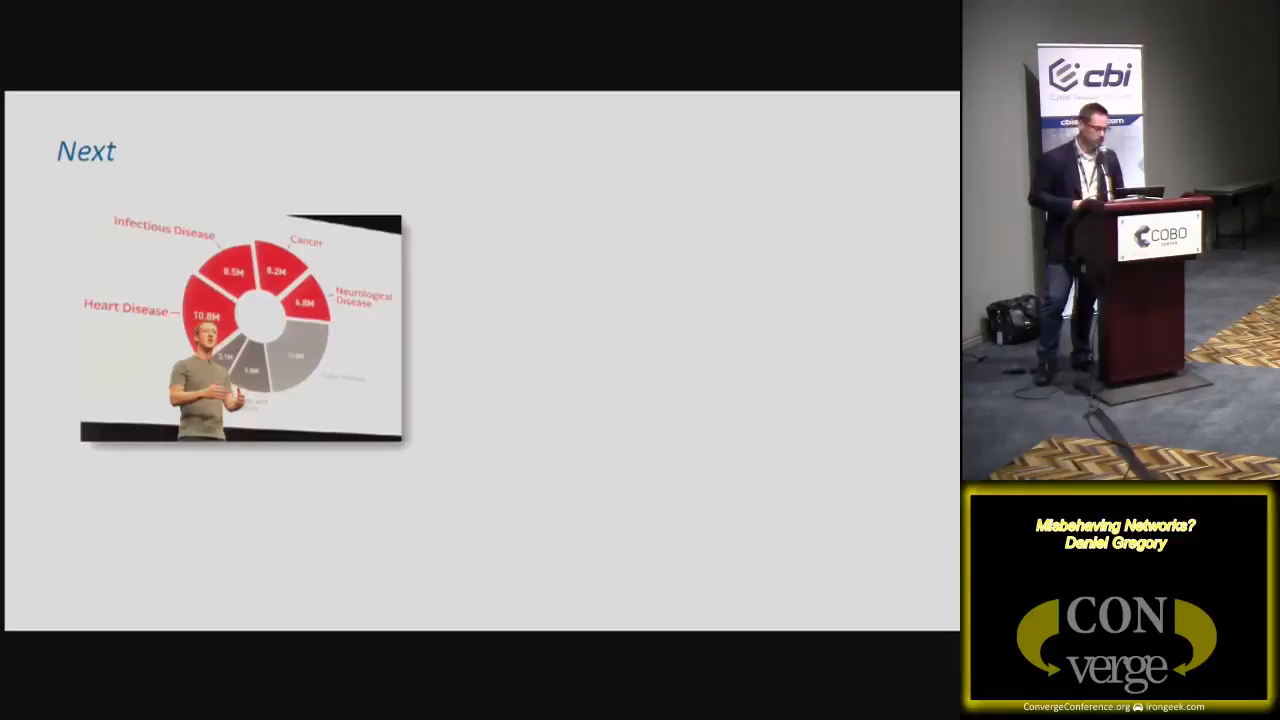 Next
Infectious Disease
Cancer
8.5M
8.2M
Neurological
Disease
6.8M
Heart Disease
10.8M
cbi
COBO
CENTER
Misbehaving Networks?
Daniel Gregory
CON
verge
ConvergeConference.org
Irongeek.com